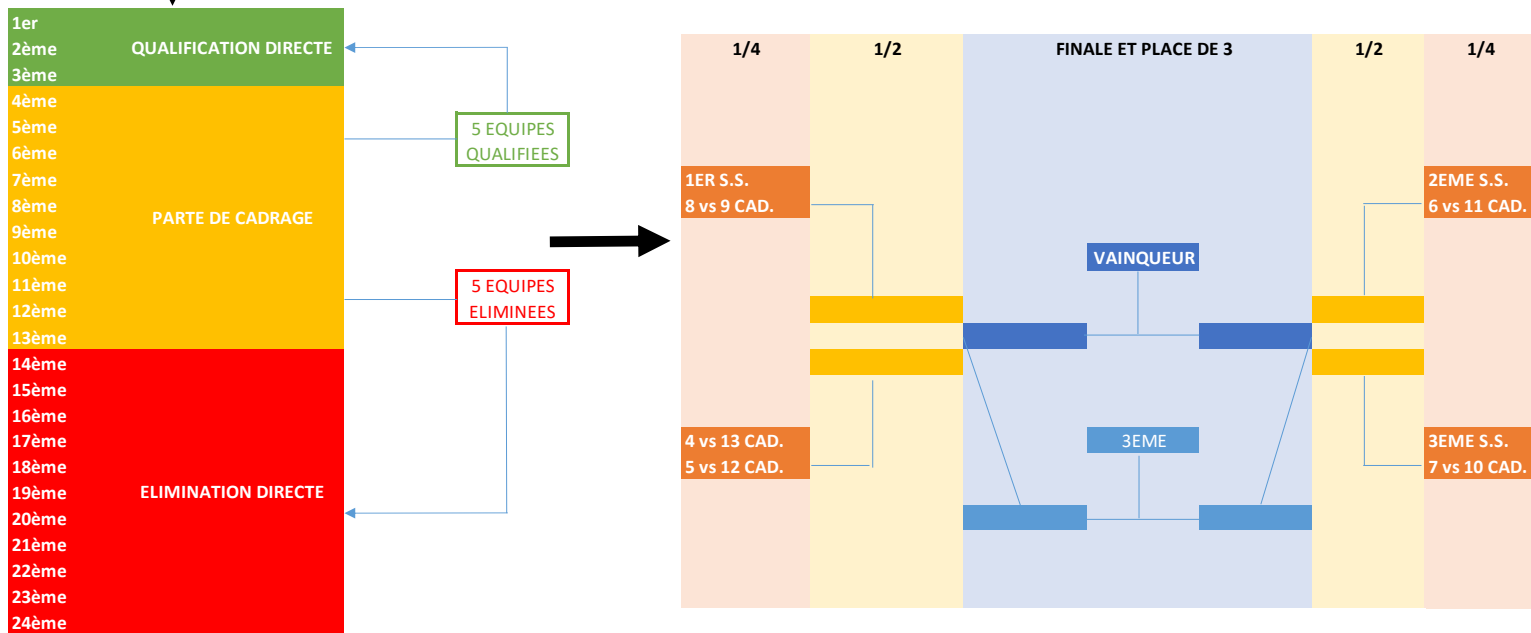 1er
2ème
3ème
QUALIFICATION DIRECTE
4ème
5ème
6ème
7ème
8ème
9ème
10ème
11ème
12ème
13ème
PARTE DE CADRAGE
14ème
15ème
16ème
17ème
18ème
19ème
20ème
21ème
22ème
23ème
24ème
ELIMINATION DIRECTE
5 EQUIPES
QUALIFIEES
5 EQUIPES
ELIMINEES
1/4
1/2
FINALE ET PLACE DE 3
1/2
1/4
1ER S.S.
8 vs 9 CAD.
4 vs 13 CAD.
5 vs 12 CAD.
VAINQUEUR
3EME
2EME S.S.
6 vs 11 CAD.
3EME S.S.
7 vs 10 CAD.